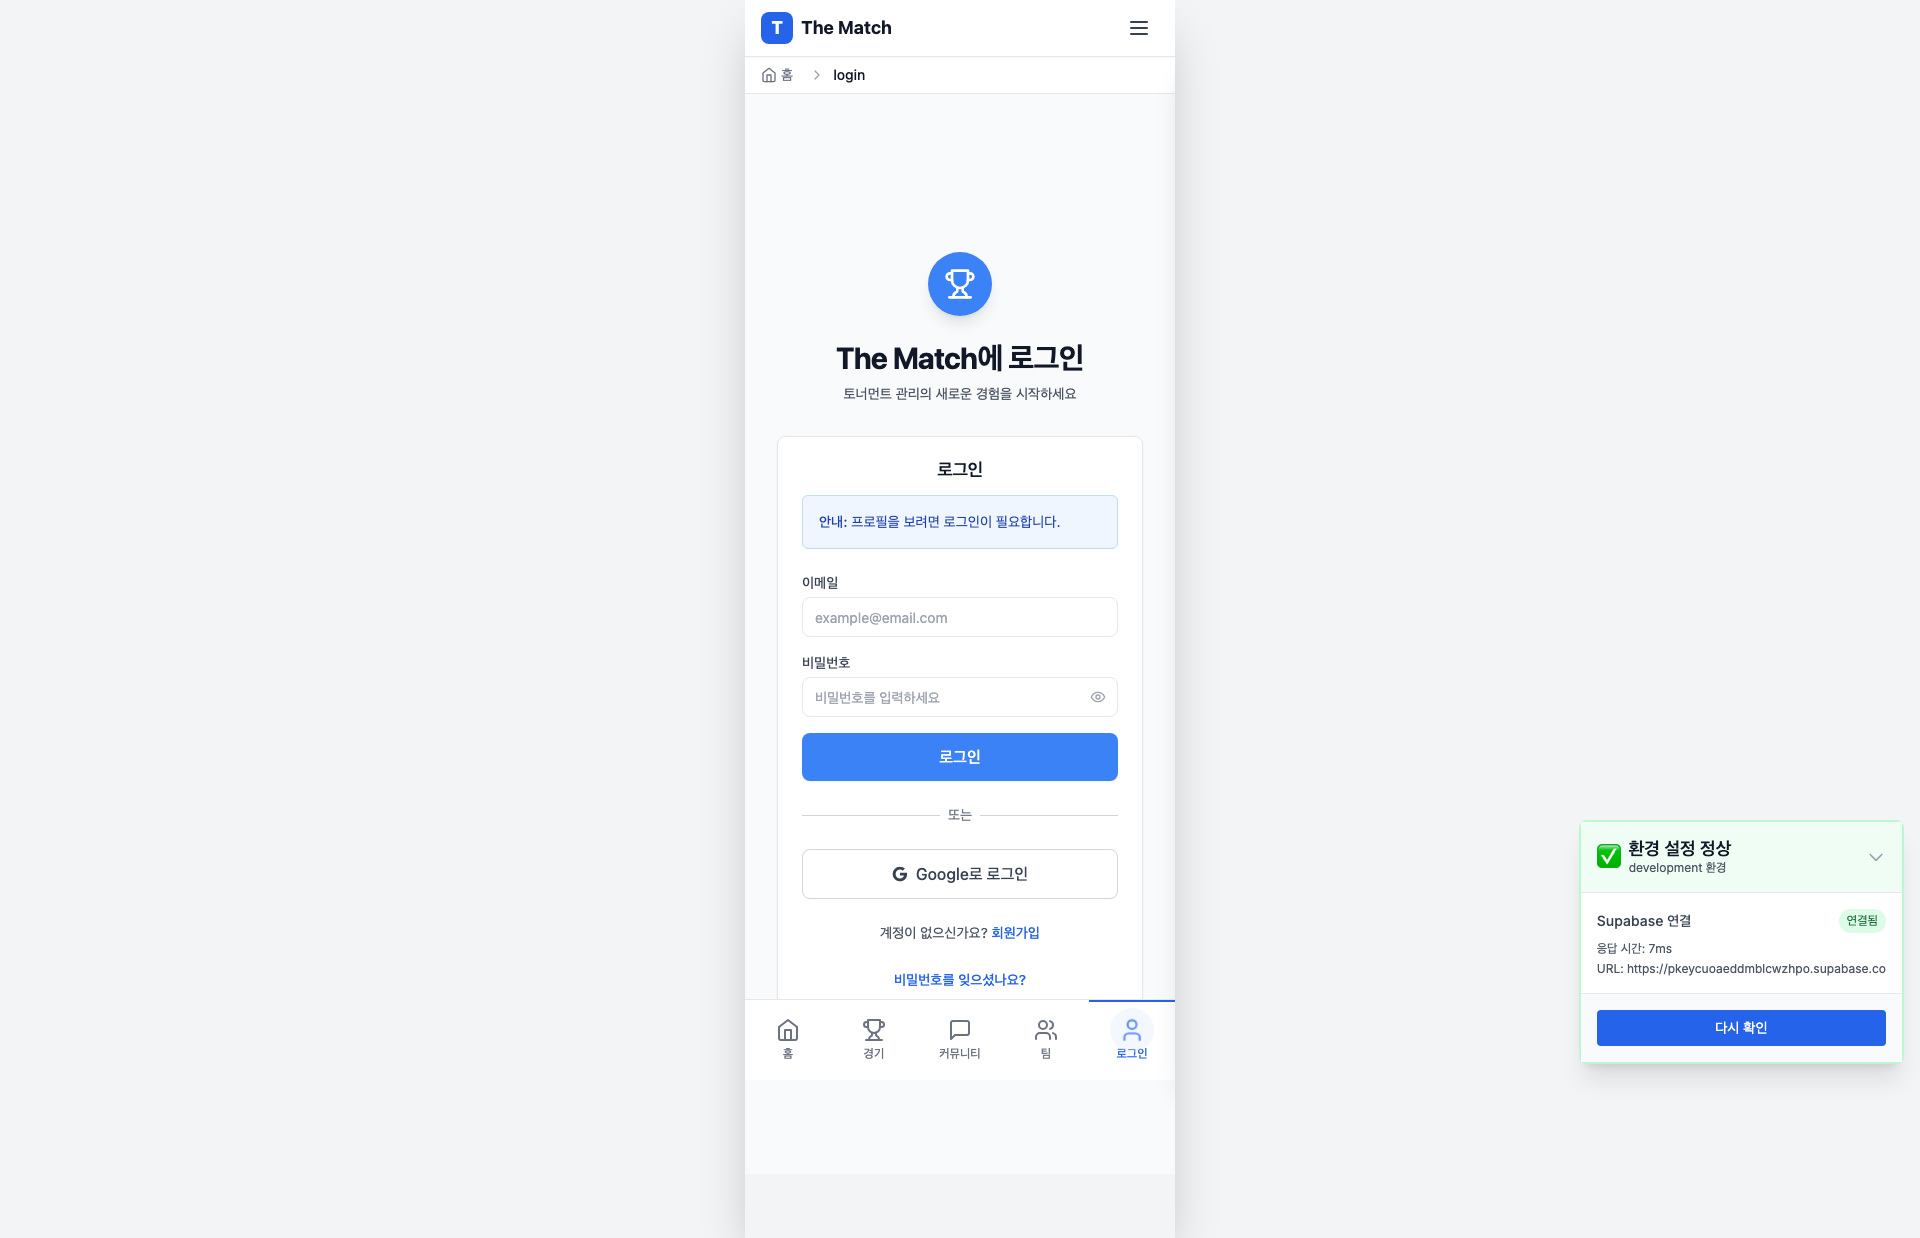 T The Match
홈 > login
The Match에 로그인
토너먼트 관리의 새로운 경험을 시작하세요
로그인
안내: 프로필을 보려면 로그인이 필요합니다.
이메일
example@email.com
비밀번호
비밀번호를 입력하세요
로그인
또는
G Google로 로그인
계정이 없으신가요? 회원가입
비밀번호를 잊으셨나요?
홈 경기 커뮤니티 팀 로그인
환경 설정 정상
development 환경
Supabase 연결 연결됨
응답 시간: 7ms
URL: https://pkeycuoaeddmblcwzhpo.supabase.co
다시 확인